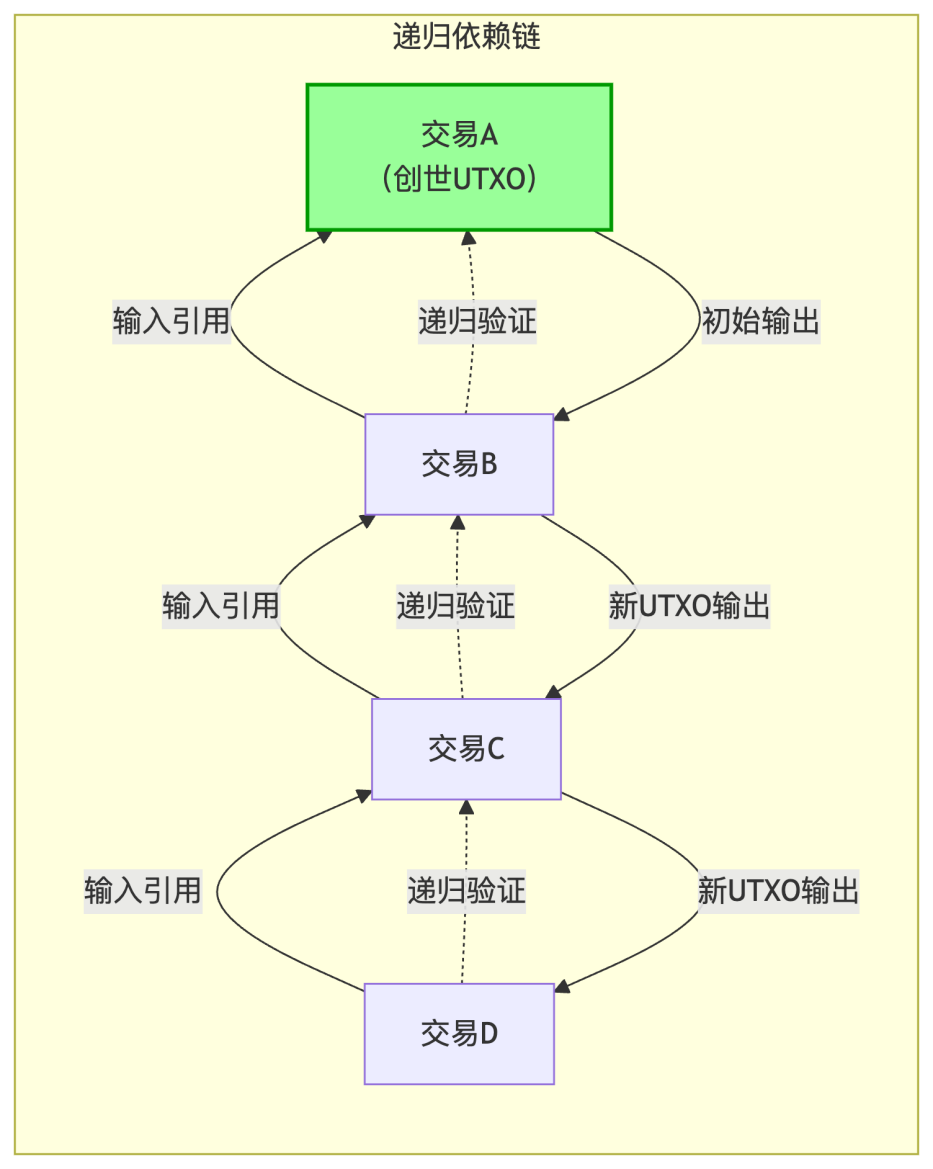 递归依赖链
交易A
（创世UTXO）
输入引用
递归验证
初始输出
交易B
输入引用
递归验证
新UTXO输出
交易C
输入引用
递归验证
新UTXO输出
交易D